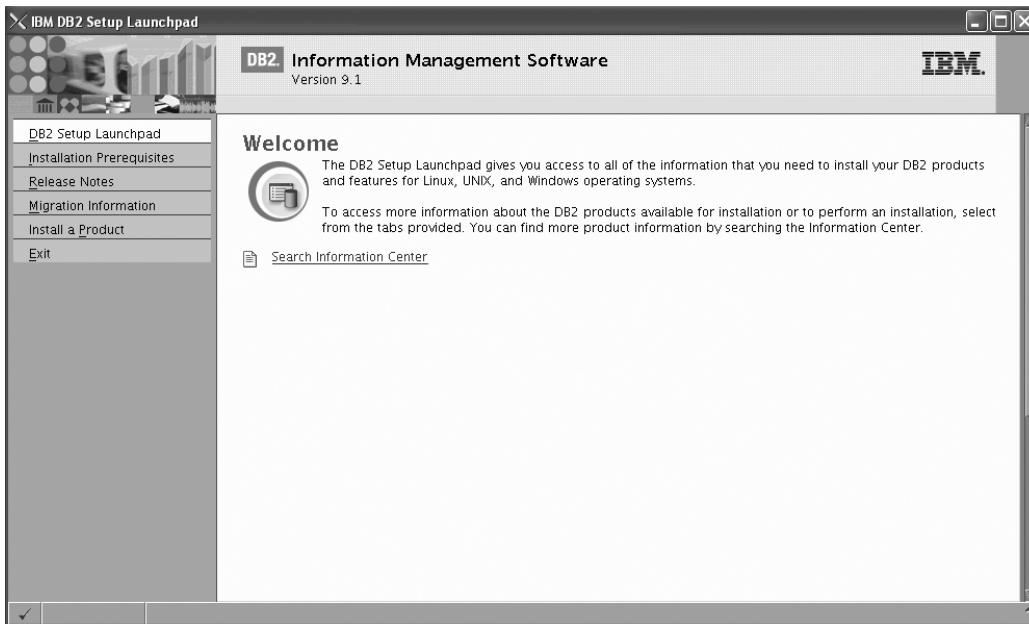 IBM DB2 Setup Launchpad
DB2. Information Management Software
Version 9.1
IBM.
DB2 Setup Launchpad
Installation Prerequisites
Release Notes
Migration Information
Install a Product
Exit
Welcome
The DB2 Setup Launchpad gives you access to all of the information that you need to install your DB2 products
and features for Linux, UNIX, and Windows operating systems.
To access more information about the DB2 products available for installation or to perform an installation, select
from the tabs provided. You can find more product information by searching the Information Center.
Search Information Center